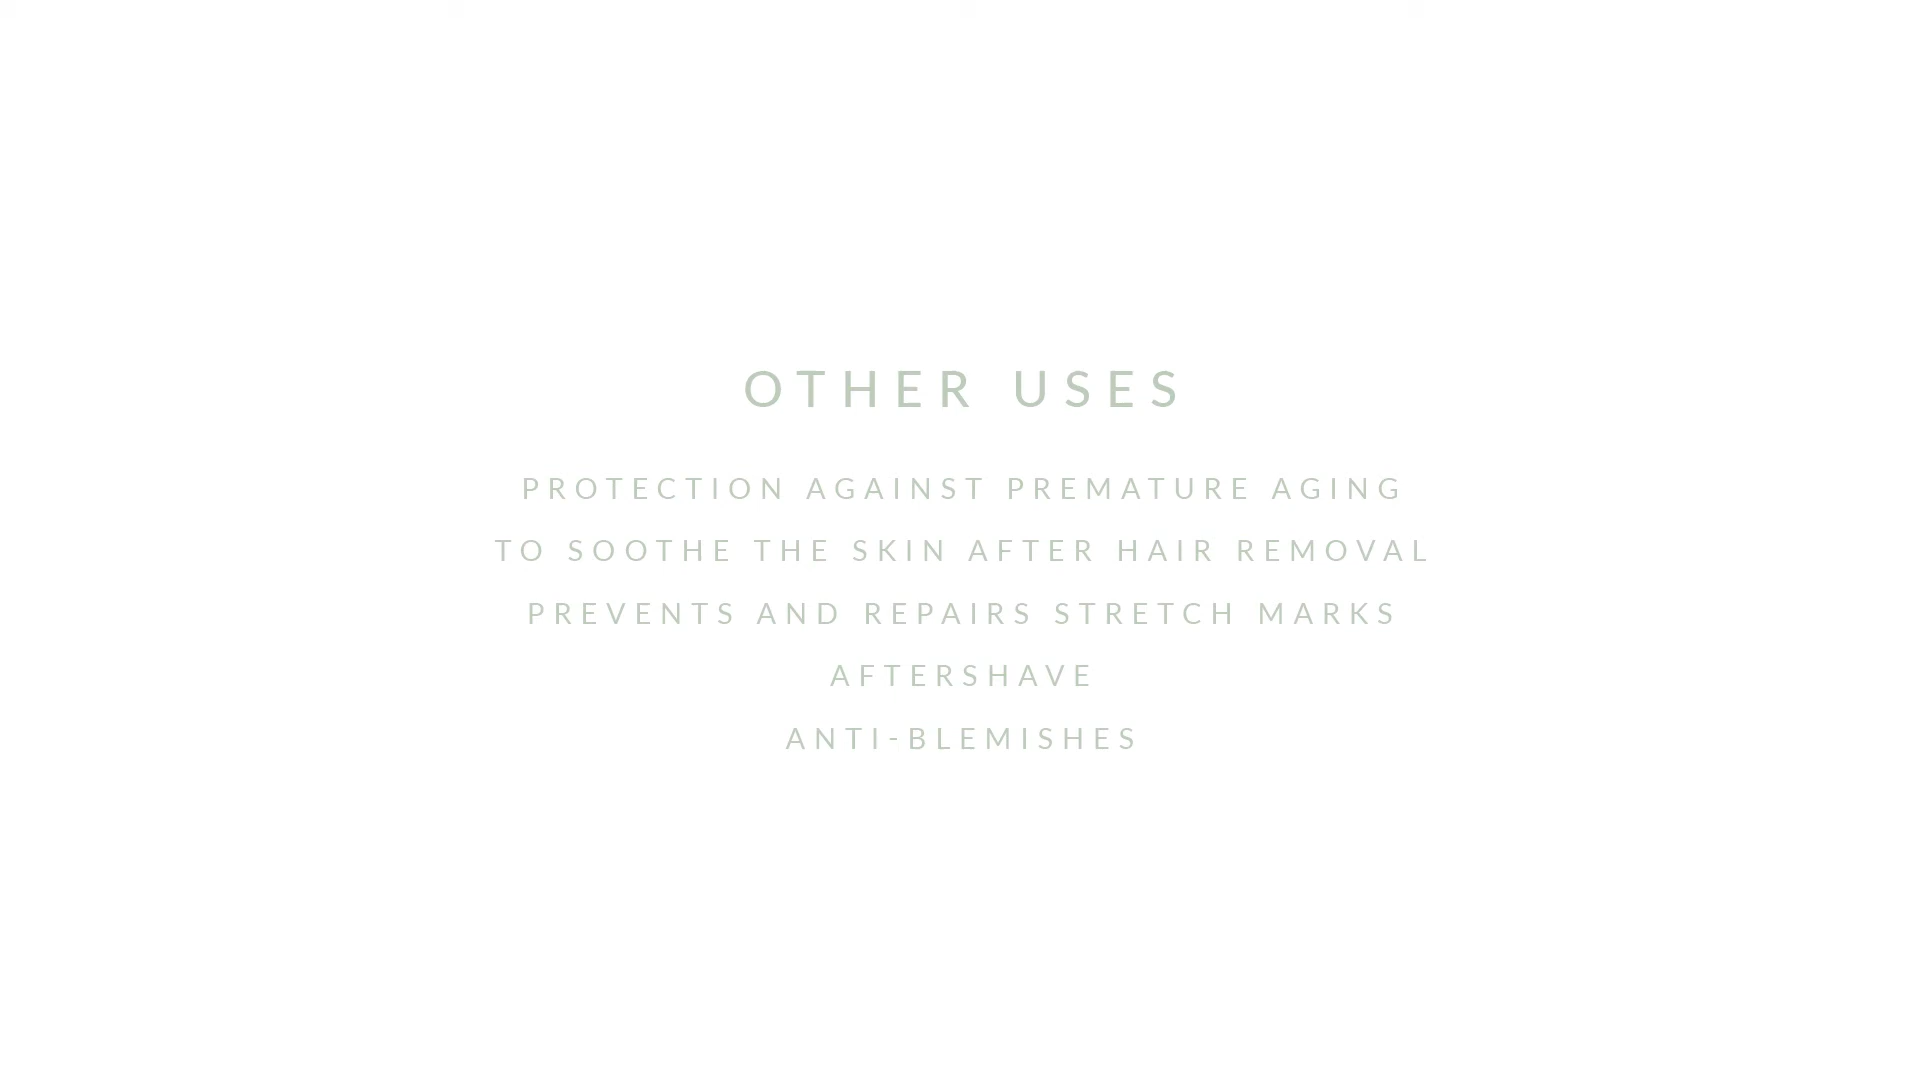 OTHER USES
PROTECTION AGAINST PREMATURE AGING
TO SOOTHE THE SKIN AFTER HAIR REMOVAL
PREVENTS AND REPAIRS STRETCH MARKS
AFTERSHAVE
ANTI-BLEMISHES